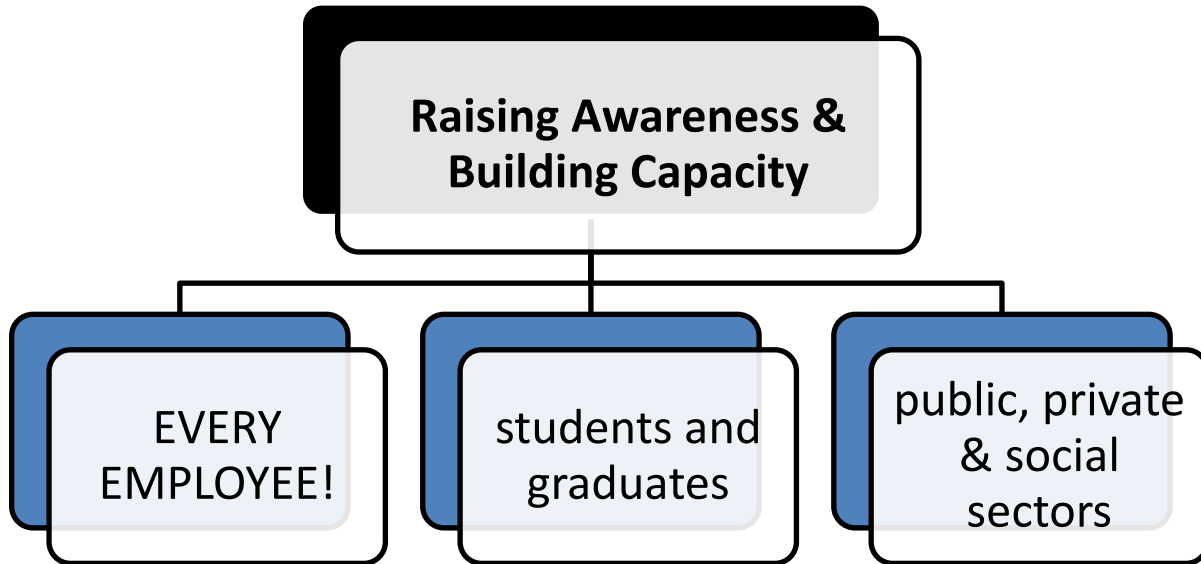 Raising Awareness &
Building Capacity
EVERY
EMPLOYEE!
students and
graduates
public, private
& social
sectors